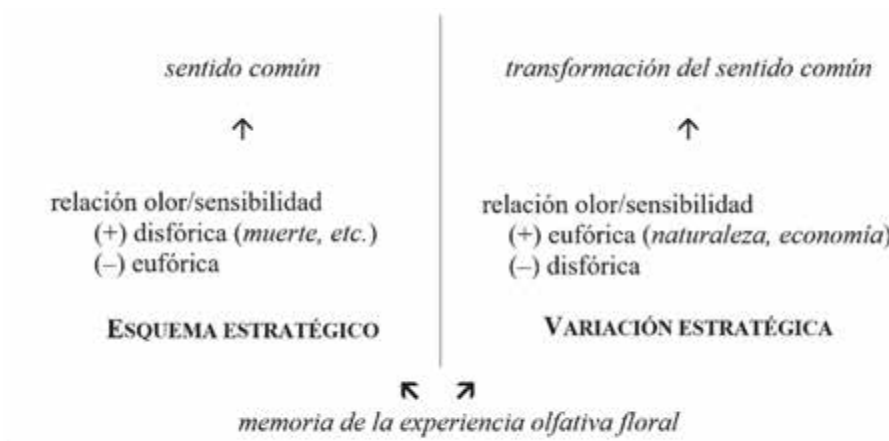 sentido común
↑
relación olor/sensibilidad
(+) disfórica (muerte, etc.)
(–) eufórica
ESQUEMA ESTRATÉGICO
transformación del sentido común
↑
relación olor/sensibilidad
(+) eufórica (naturaleza, economía)
(–) disfórica
VARIACIÓN ESTRATÉGICA
↖ ↗
memoria de la experiencia olfativa floral